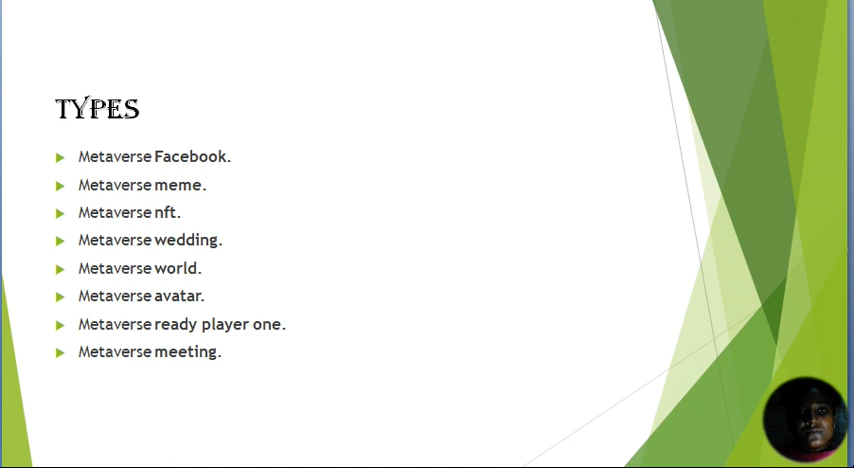 TYPES
Metaverse Facebook.
Metaverse meme.
Metaverse nft.
Metaverse wedding.
Metaverse world.
Metaverse avatar.
Metaverse ready player one.
Metaverse meeting.